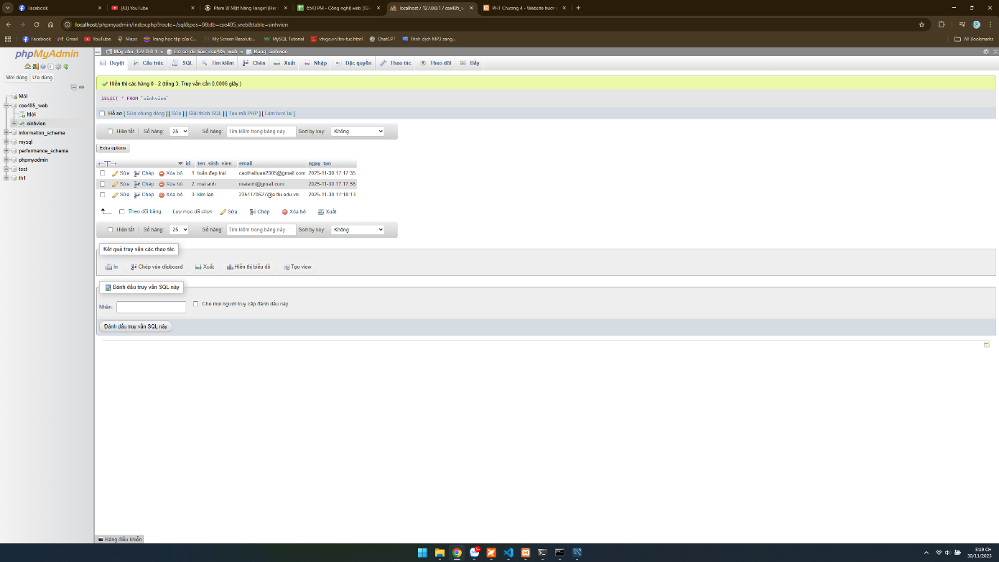 Facebook
(43) YouTube
Phim Bí Mật Nàng Fangirl (Her
65KTPM - Công nghệ web (T3-
localhost / 127.0.0.1 / cse485_w
PHT Chương 4 - Website hướng
localhost/phpmyadmin/index.php?route=/sql&pos=0&db=cse485_web&table=sinhvien
Facebook
Gmail
YouTube
Maps
Trang học tập của C...
My Screen Resoluti...
MySQL Tutorial
vtvgo.vn/tin-tuc.html
ChatGPT
Trình dịch MP3 sang...
All Bookmarks
phpMyAdmin
Mới dùng Ưa dùng
Mới
cse485_web
Mới
sinhvien
information_schema
mysql
performance_schema
phpmyadmin
test
th1
Máy chủ: 127.0.0.1 » Cơ sở dữ liệu: cse485_web » Bảng: sinhvien
Duyệt Cấu trúc SQL Tìm kiếm Chèn Xuất Nhập Đặc quyền Thao tác Theo dõi Bẫy
Hiển thị các hàng 0 - 2 (tổng 3, Truy vấn cần 0,0006 giây.)
SELECT * FROM `sinhvien`
Hồ sơ [ Sửa chung dòng ] [ Sửa ] [ Giải thích SQL ] [ Tạo mã PHP ] [ Làm tươi lại ]
Hiện tất | Số hàng: 25 Số hàng: Tìm kiếm trong bảng này Sort by key: Không
Extra options
id ten_sinh_vien email ngay_tao
Sửa Chép Xóa bỏ 1 tuấn đẹp trai caothaituan2005@gmail.com 2025-11-30 17:17:35
Sửa Chép Xóa bỏ 2 mai anh maianh@gmail.com 2025-11-30 17:17:56
Sửa Chép Xóa bỏ 3 kim lan 2351170627@e.tlu.edu.vn 2025-11-30 17:18:13
Theo dõi bảng Lưu mục đã chọn Sửa Chép Xóa bỏ Xuất
Hiện tất | Số hàng: 25 Số hàng: Tìm kiếm trong bảng này Sort by key: Không
Kết quả truy vấn các thao tác
In Chép vào clipboard Xuất Hiển thị biểu đồ Tạo view
Đánh dấu truy vấn SQL này
Nhãn: Cho mọi người truy cập đánh dấu này
Đánh dấu truy vấn SQL này
Bảng điều khiển
5+
5:19 CH
30/11/2025